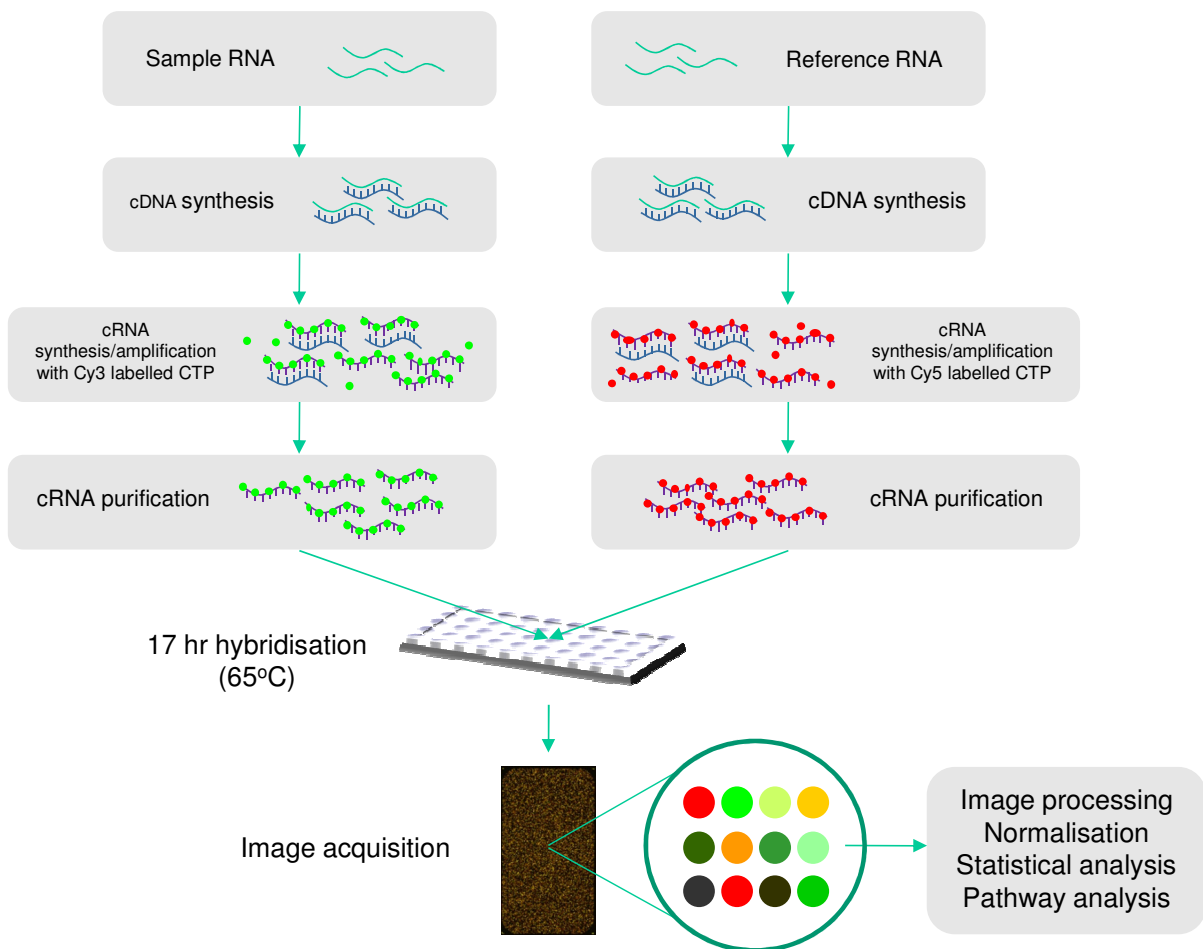 Sample RNA
Reference RNA
cDNA synthesis
cDNA synthesis
cRNA
synthesis/amplification
with Cy3 labelled CTP
cRNA
synthesis/amplification
with Cy5 labelled CTP
cRNA purification
cRNA purification
17 hr hybridisation
(65ºC)
Image acquisition
Image processing
Normalisation
Statistical analysis
Pathway analysis